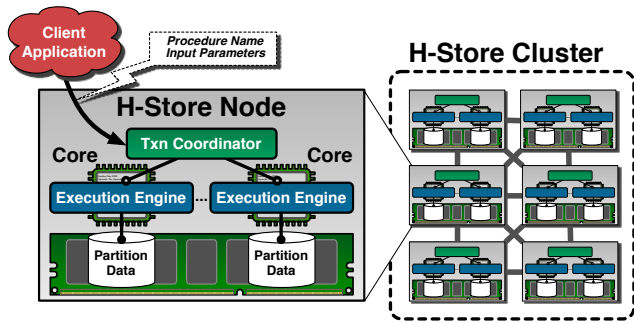 Client
Application
Procedure Name
Input Parameters
H-Store Cluster
H-Store Node
Txn Coordinator
Core
Core
Execution Engine
...
Execution Engine
Partition
Data
Partition
Data